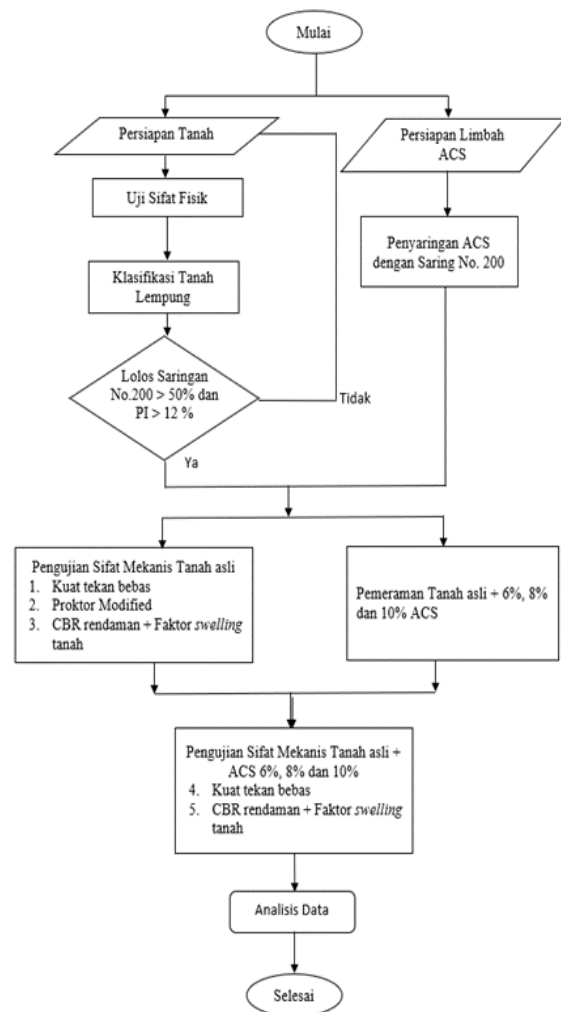 Mulai
Persiapan Tanah
Persiapan Limbah
ACS
Uji Sifat Fisik
Penyaringan ACS
dengan Saring No. 200
Klasifikasi Tanah
Lempung
Lolos Saringan
No.200 > 50% dan
PI > 12 %
Tidak
Ya
Pengujian Sifat Mekanis Tanah asli
1. Kuat tekan bebas
2. Proktor Modified
3. CBR rendaman + Faktor swelling
tanah
Pemeraman Tanah asli + 6%, 8%
dan 10% ACS
Pengujian Sifat Mekanis Tanah asli +
ACS 6%, 8% dan 10%
4. Kuat tekan bebas
5. CBR rendaman + Faktor swelling
tanah
Analisis Data
Selesai